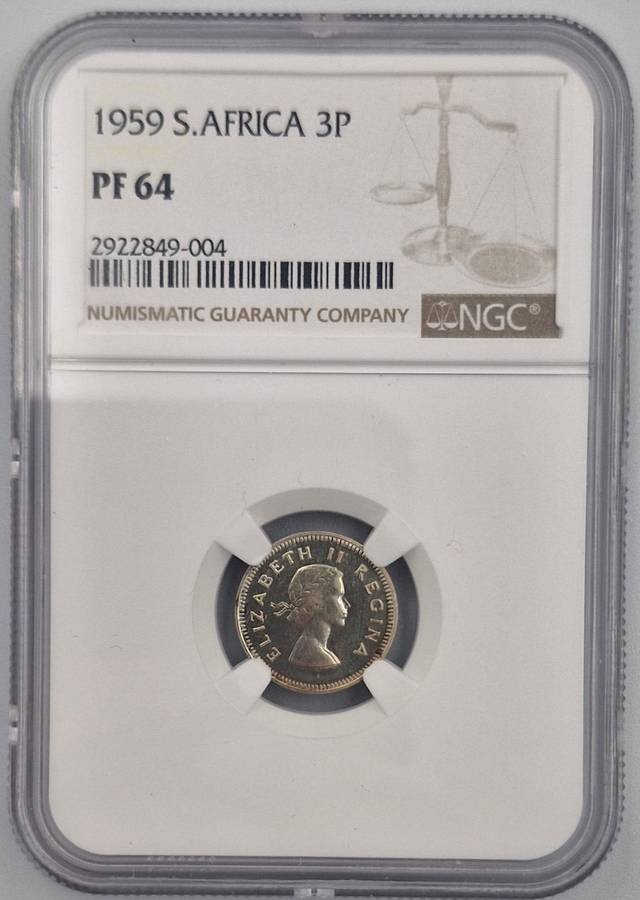 1959 S.AFRICA 3P
PF 64
2922849-004
NUMISMATIC GUARANTY COMPANY
NGC®
ELIZABETH II REGINA